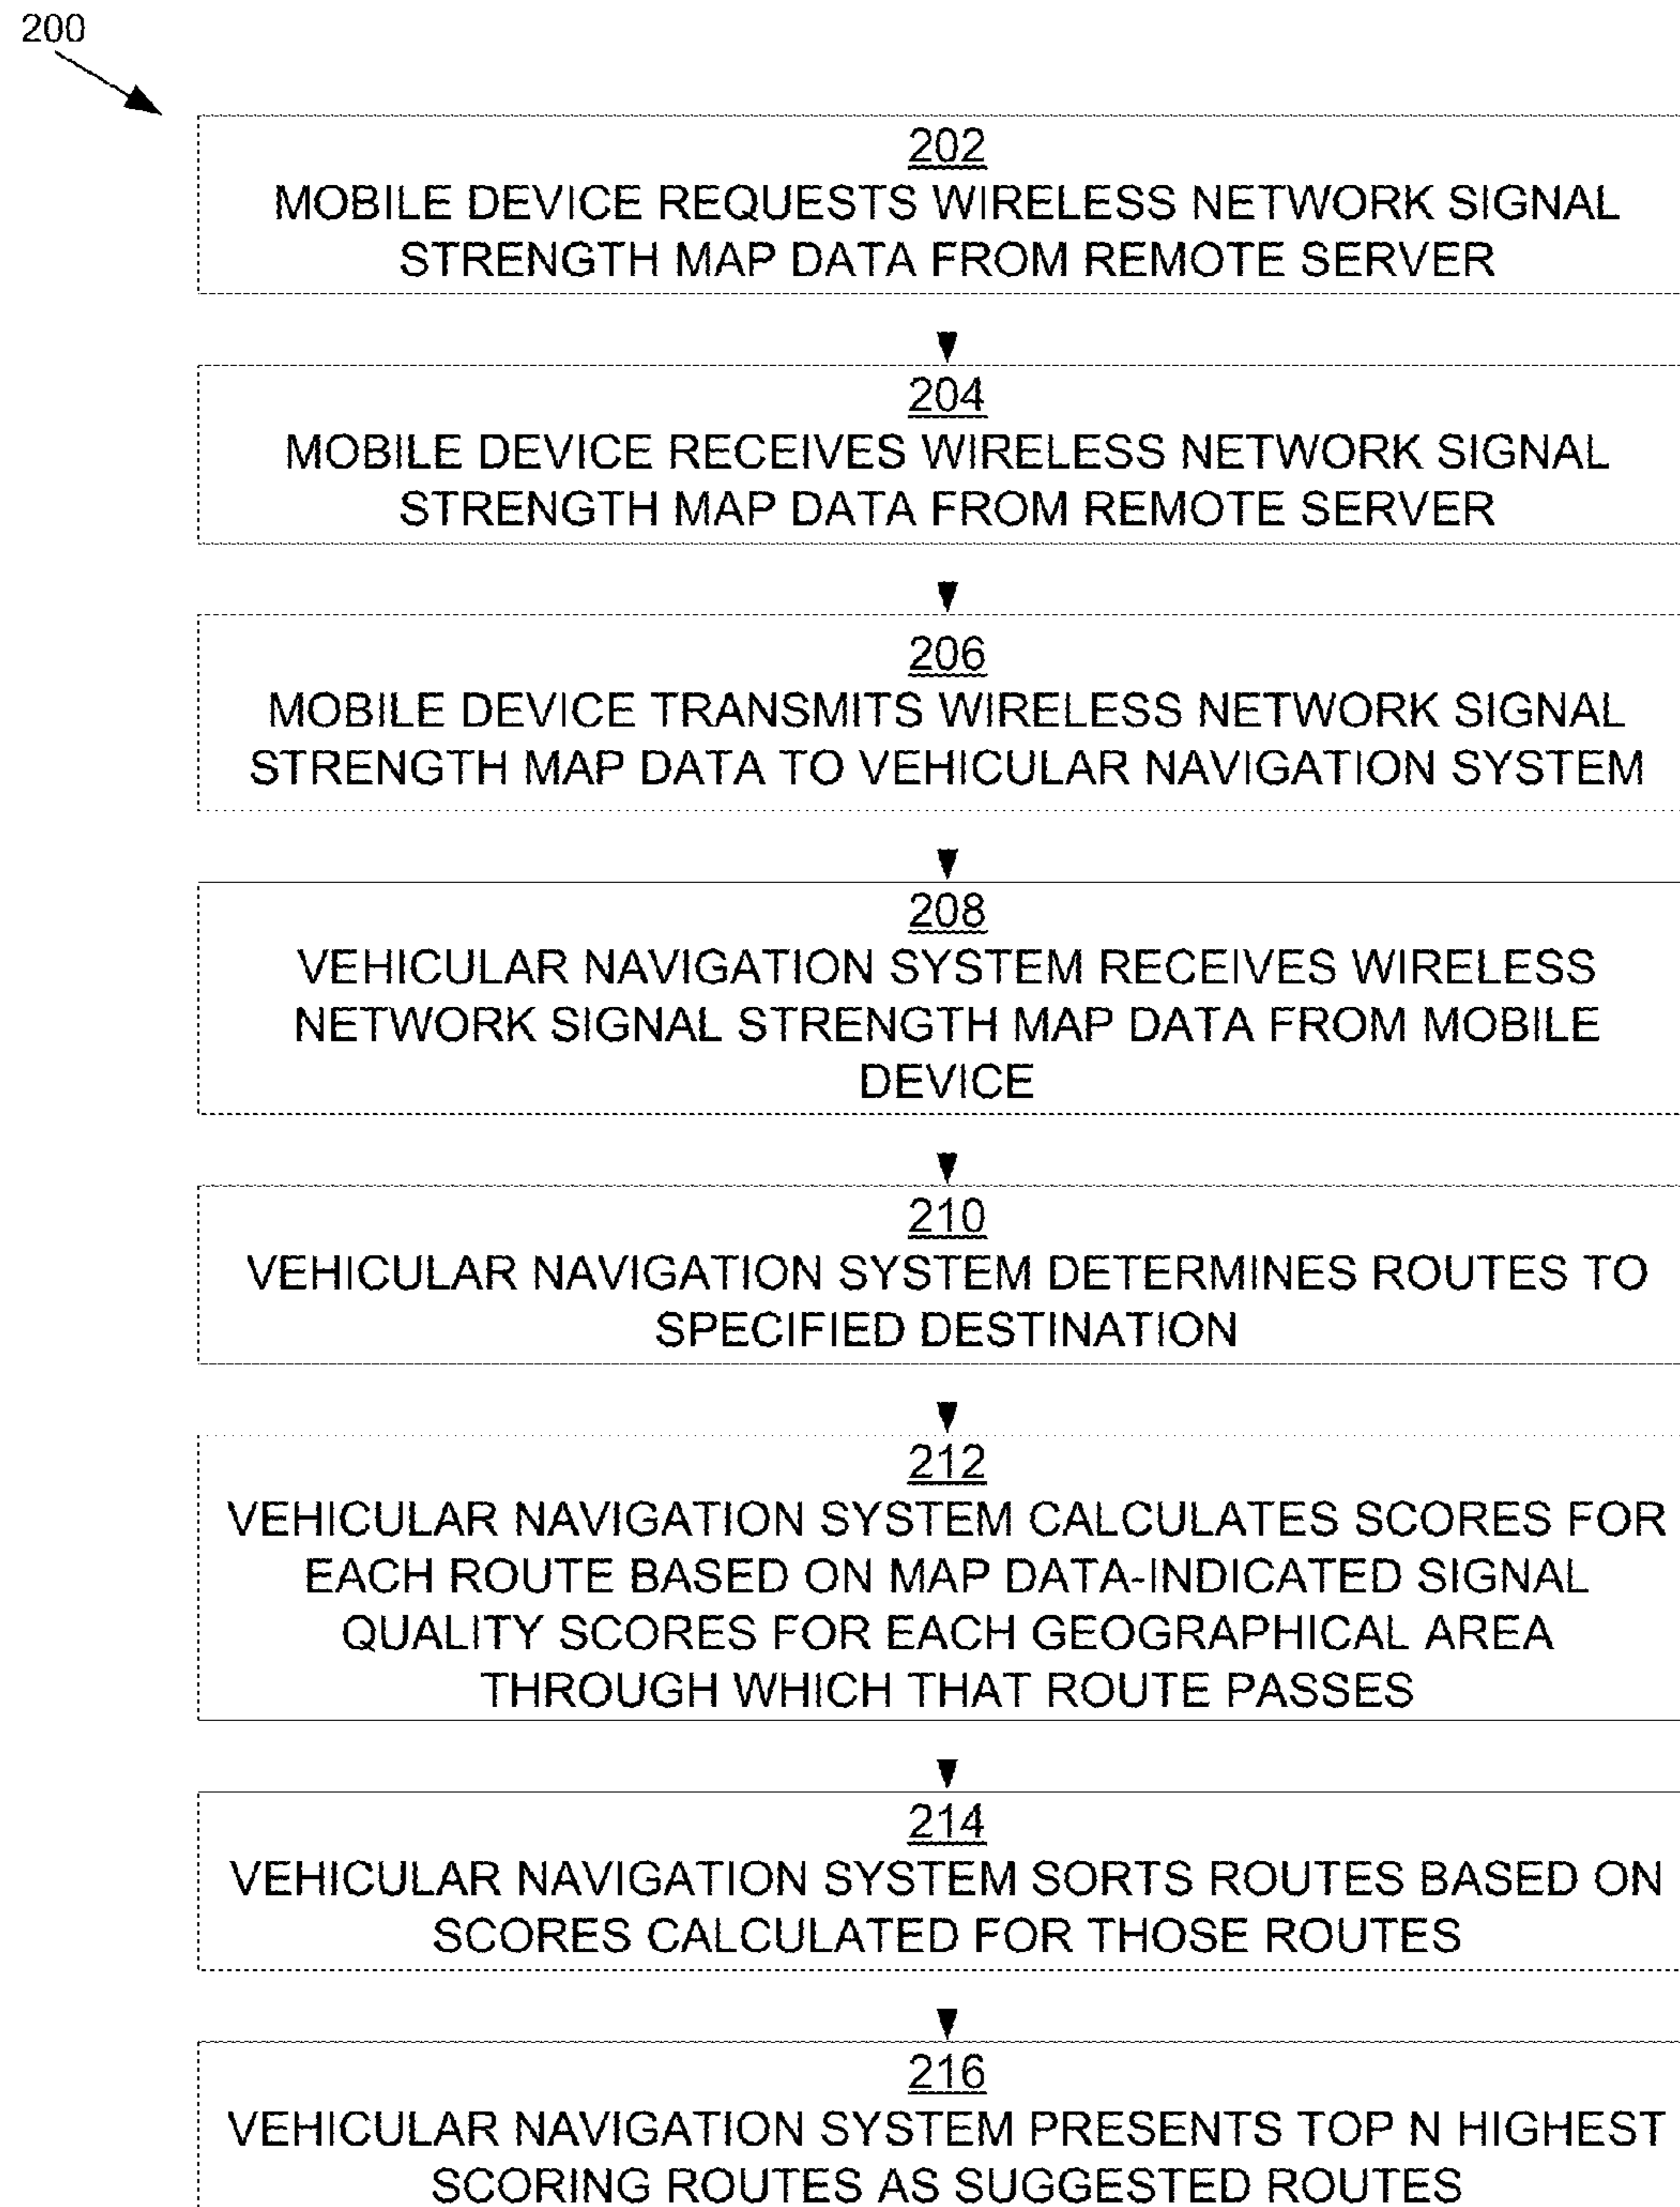 200
202
MOBILE DEVICE REQUESTS WIRELESS NETWORK SIGNAL
STRENGTH MAP DATA FROM REMOTE SERVER
204
MOBILE DEVICE RECEIVES WIRELESS NETWORK SIGNAL
STRENGTH MAP DATA FROM REMOTE SERVER
206
MOBILE DEVICE TRANSMITS WIRELESS NETWORK SIGNAL
STRENGTH MAP DATA TO VEHICULAR NAVIGATION SYSTEM
208
VEHICULAR NAVIGATION SYSTEM RECEIVES WIRELESS
NETWORK SIGNAL STRENGTH MAP DATA FROM MOBILE
DEVICE
210
VEHICULAR NAVIGATION SYSTEM DETERMINES ROUTES TO
SPECIFIED DESTINATION
212
VEHICULAR NAVIGATION SYSTEM CALCULATES SCORES FOR
EACH ROUTE BASED ON MAP DATA-INDICATED SIGNAL
QUALITY SCORES FOR EACH GEOGRAPHICAL AREA
THROUGH WHICH THAT ROUTE PASSES
214
VEHICULAR NAVIGATION SYSTEM SORTS ROUTES BASED ON
SCORES CALCULATED FOR THOSE ROUTES
216
VEHICULAR NAVIGATION SYSTEM PRESENTS TOP N HIGHEST
SCORING ROUTES AS SUGGESTED ROUTES